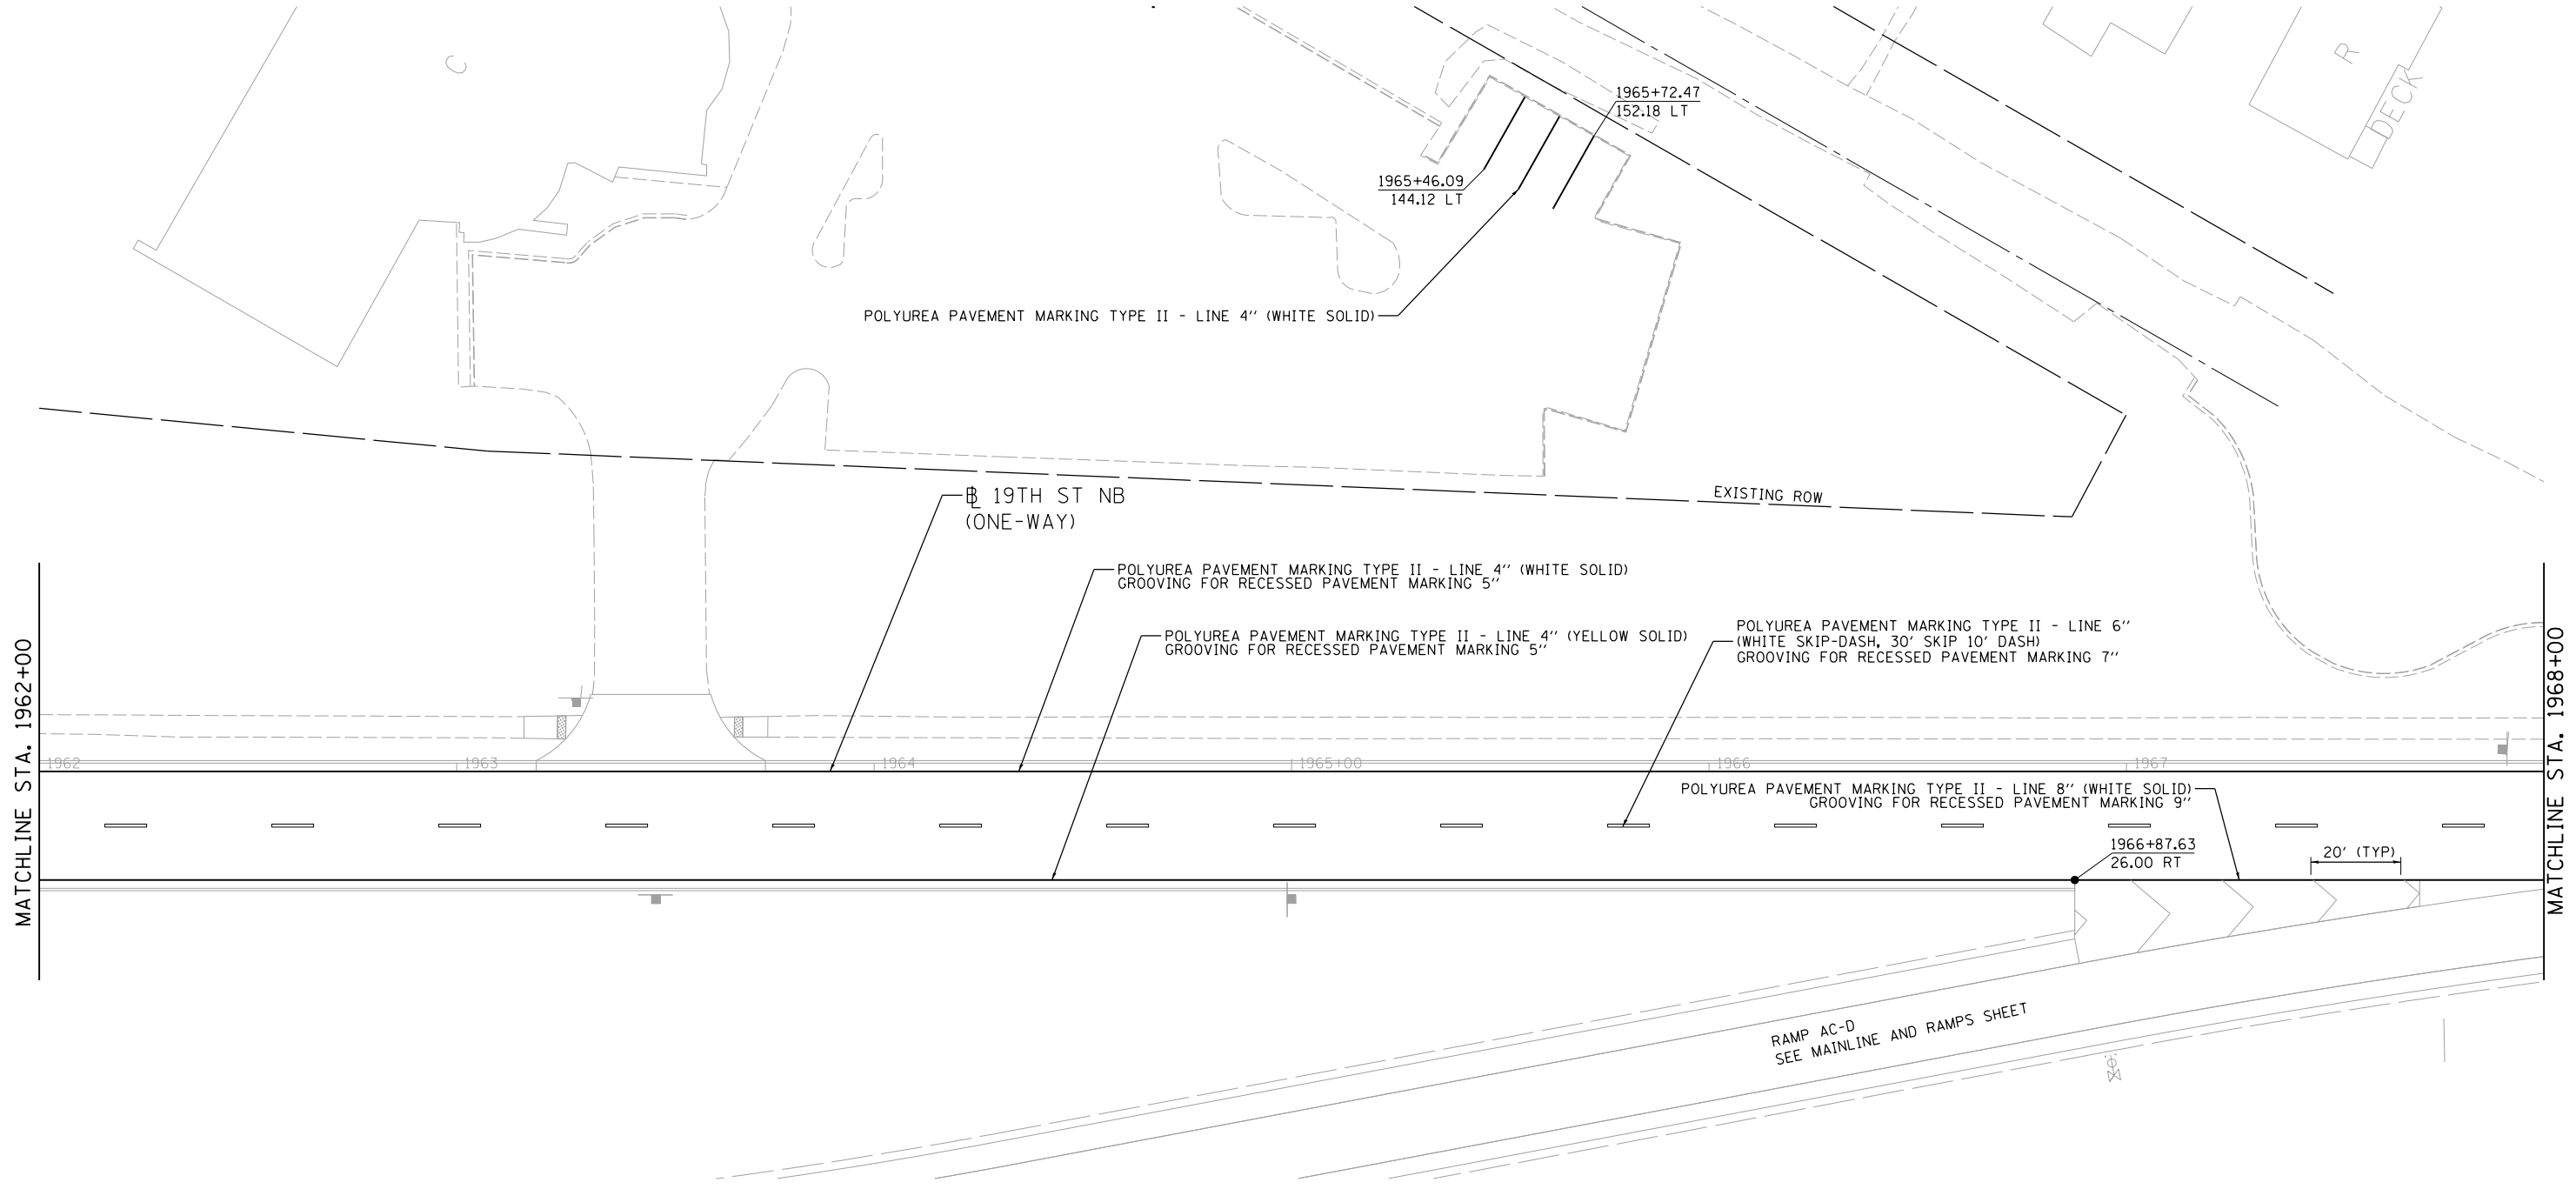 C
R
DECK
1965+72.47
152.18 LT
1965+46.09
144.12 LT
POLYUREA PAVEMENT MARKING TYPE II - LINE 4" (WHITE SOLID)
EXISTING ROW
BL 19TH ST NB
(ONE-WAY)
POLYUREA PAVEMENT MARKING TYPE II - LINE 4" (WHITE SOLID)
GROOVING FOR RECESSED PAVEMENT MARKING 5"
POLYUREA PAVEMENT MARKING TYPE II - LINE 4" (YELLOW SOLID)
GROOVING FOR RECESSED PAVEMENT MARKING 5"
POLYUREA PAVEMENT MARKING TYPE II - LINE 6"
(WHITE SKIP-DASH, 30' SKIP 10' DASH)
GROOVING FOR RECESSED PAVEMENT MARKING 7"
MATCHLINE STA. 1962+00
MATCHLINE STA. 1968+00
1962
1963
1964
1965+00
1966
1967
POLYUREA PAVEMENT MARKING TYPE II - LINE 8" (WHITE SOLID)
GROOVING FOR RECESSED PAVEMENT MARKING 9"
1966+87.63
26.00 RT
20' (TYP)
RAMP AC-D
SEE MAINLINE AND RAMPS SHEET